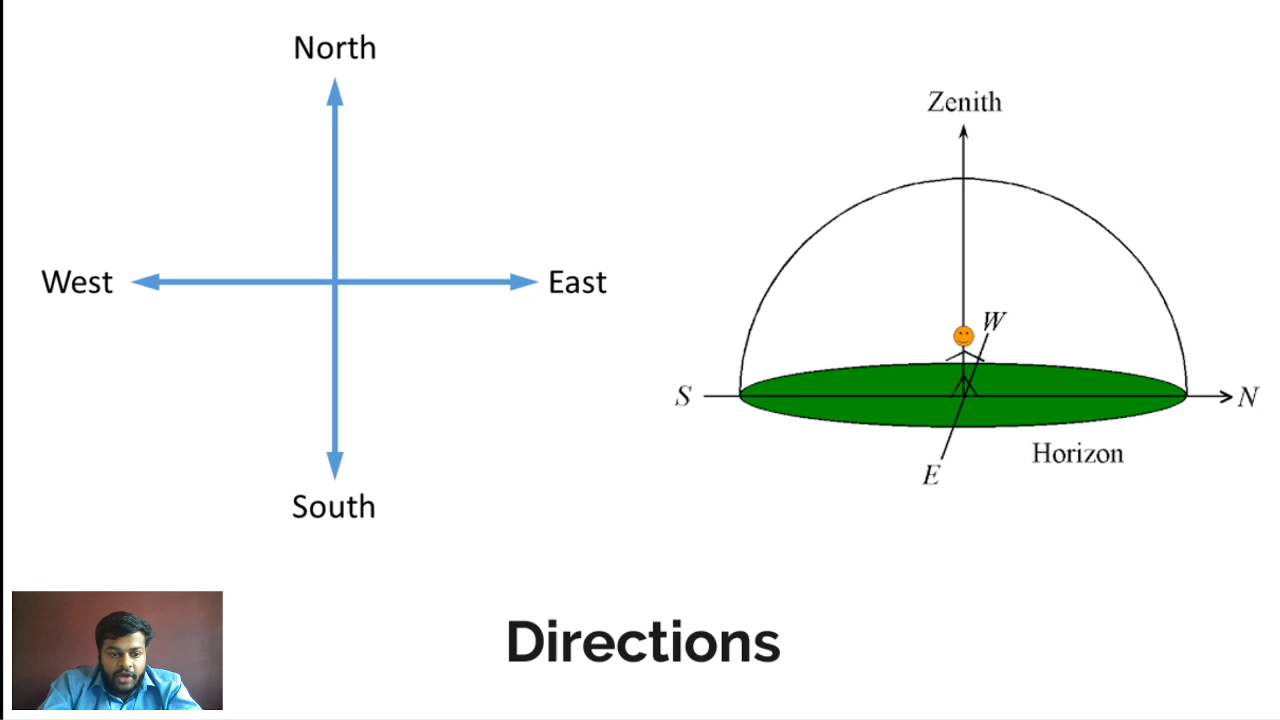 North
West
East
South
Zenith
W
S
N
E
Horizon
Directions